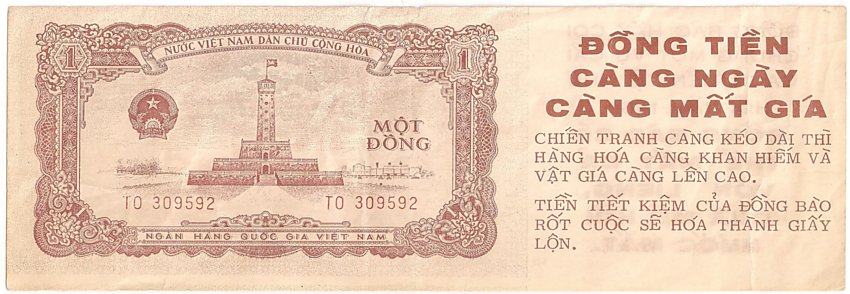 1
NƯỚC VIỆT NAM DÂN CHỦ CỘNG HÒA
1
MỘT
ĐỒNG
TO 309592
TO 309592
NGÂN HÀNG QUỐC GIA VIỆT NAM
ĐỒNG TIỀN
CÀNG NGÀY
CÀNG MẤT GIÁ
CHIẾN TRANH CÀNG KÉO DÀI THÌ
HÀNG HÓA CÀNG KHAN HIẾM VÀ
VẬT GIÁ CÀNG LÊN CAO.
TIỀN TIẾT KIỆM CỦA ĐỒNG BÀO
RỐT CUỘC SẼ HÓA THÀNH GIẤY
LỘN.